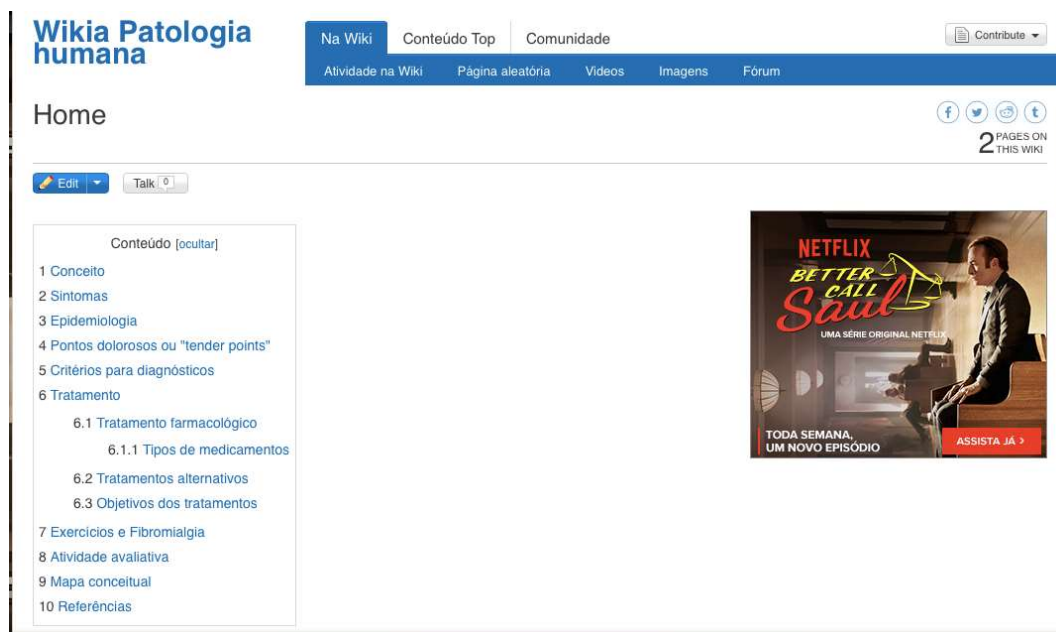 Wikia Patologia
humana
Na Wiki
Conteúdo Top
Comunidade
Contribute
Atividade na Wiki
Página aleatória
Videos
Imagens
Fórum
Home
2 PAGES ON
THIS WIKI
Edit
Talk 0
Conteúdo [ocultar]
1 Conceito
2 Sintomas
3 Epidemiologia
4 Pontos dolorosos ou "tender points"
5 Critérios para diagnósticos
6 Tratamento
6.1 Tratamento farmacológico
6.1.1 Tipos de medicamentos
6.2 Tratamentos alternativos
6.3 Objetivos dos tratamentos
7 Exercícios e Fibromialgia
8 Atividade avaliativa
9 Mapa conceitual
10 Referências
NETFLIX
BETTER
CALL
Saul
UMA SÉRIE ORIGINAL NETFLIX
TODA SEMANA,
UM NOVO EPISÓDIO
ASSISTA JÁ >